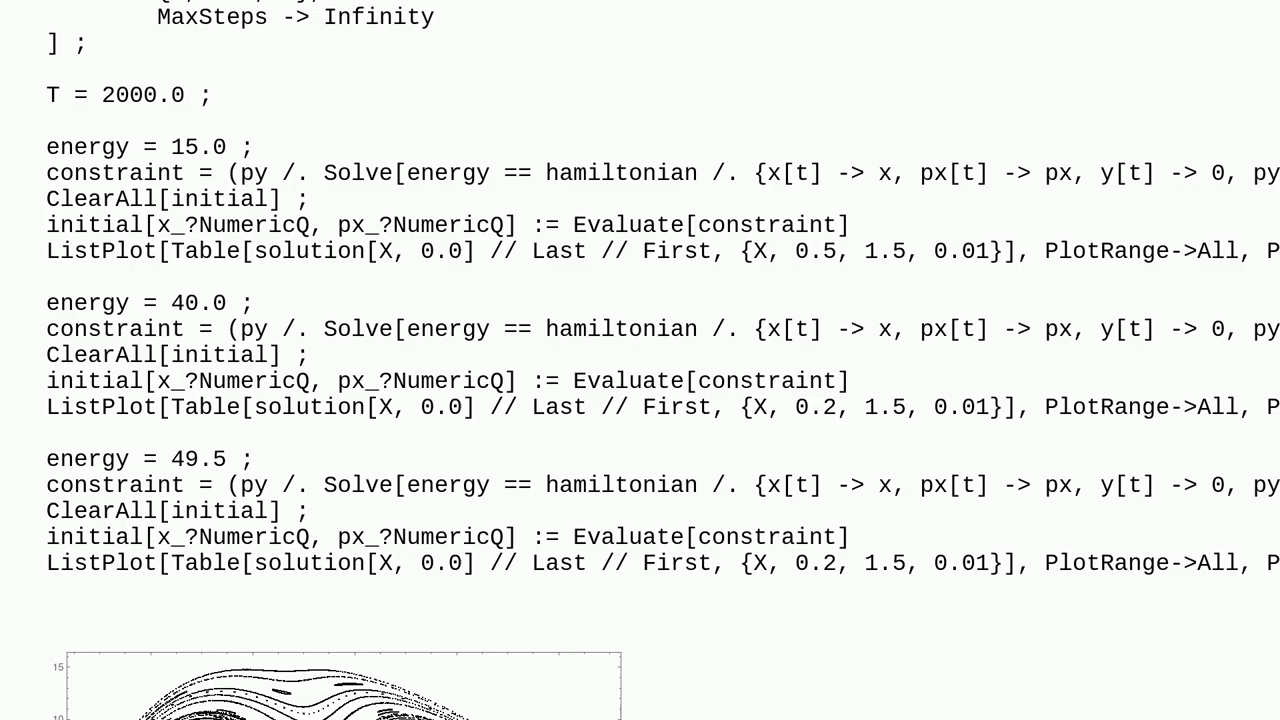 MaxSteps -> Infinity
] ;
T = 2000.0 ;
energy = 15.0 ;
constraint = (py /. Solve[energy == hamiltonian /. {x[t] -> x, px[t] -> px, y[t] -> 0, py
ClearAll[initial] ;
initial[x_?NumericQ, px_?NumericQ] := Evaluate[constraint]
ListPlot[Table[solution[X, 0.0] // Last // First, {X, 0.5, 1.5, 0.01}], PlotRange->All, P
energy = 40.0 ;
constraint = (py /. Solve[energy == hamiltonian /. {x[t] -> x, px[t] -> px, y[t] -> 0, py
ClearAll[initial] ;
initial[x_?NumericQ, px_?NumericQ] := Evaluate[constraint]
ListPlot[Table[solution[X, 0.0] // Last // First, {X, 0.2, 1.5, 0.01}], PlotRange->All, P
energy = 49.5 ;
constraint = (py /. Solve[energy == hamiltonian /. {x[t] -> x, px[t] -> px, y[t] -> 0, py
ClearAll[initial] ;
initial[x_?NumericQ, px_?NumericQ] := Evaluate[constraint]
ListPlot[Table[solution[X, 0.0] // Last // First, {X, 0.2, 1.5, 0.01}], PlotRange->All, P
15
10